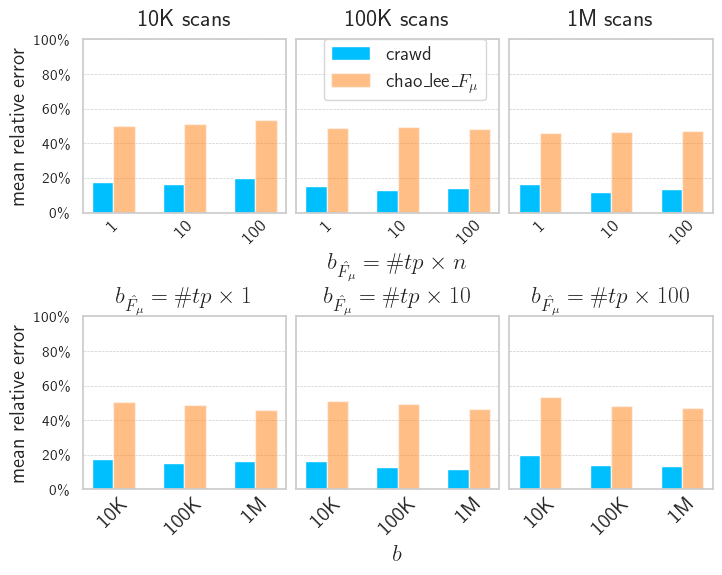 10K scans 100K scans 1M scans
mean relative error
100%
80%
60%
40%
20%
0%
crawd
chao_lee_$F_\mu$
1 10 100 1 10 100 1 10 100
$b_{\hat{F}_\mu} = \#tp \times n$
$b_{\hat{F}_\mu} = \#tp \times 1$ $b_{\hat{F}_\mu} = \#tp \times 10$ $b_{\hat{F}_\mu} = \#tp \times 100$
mean relative error
100%
80%
60%
40%
20%
0%
10K 100K 1M 10K 100K 1M 10K 100K 1M
$b$